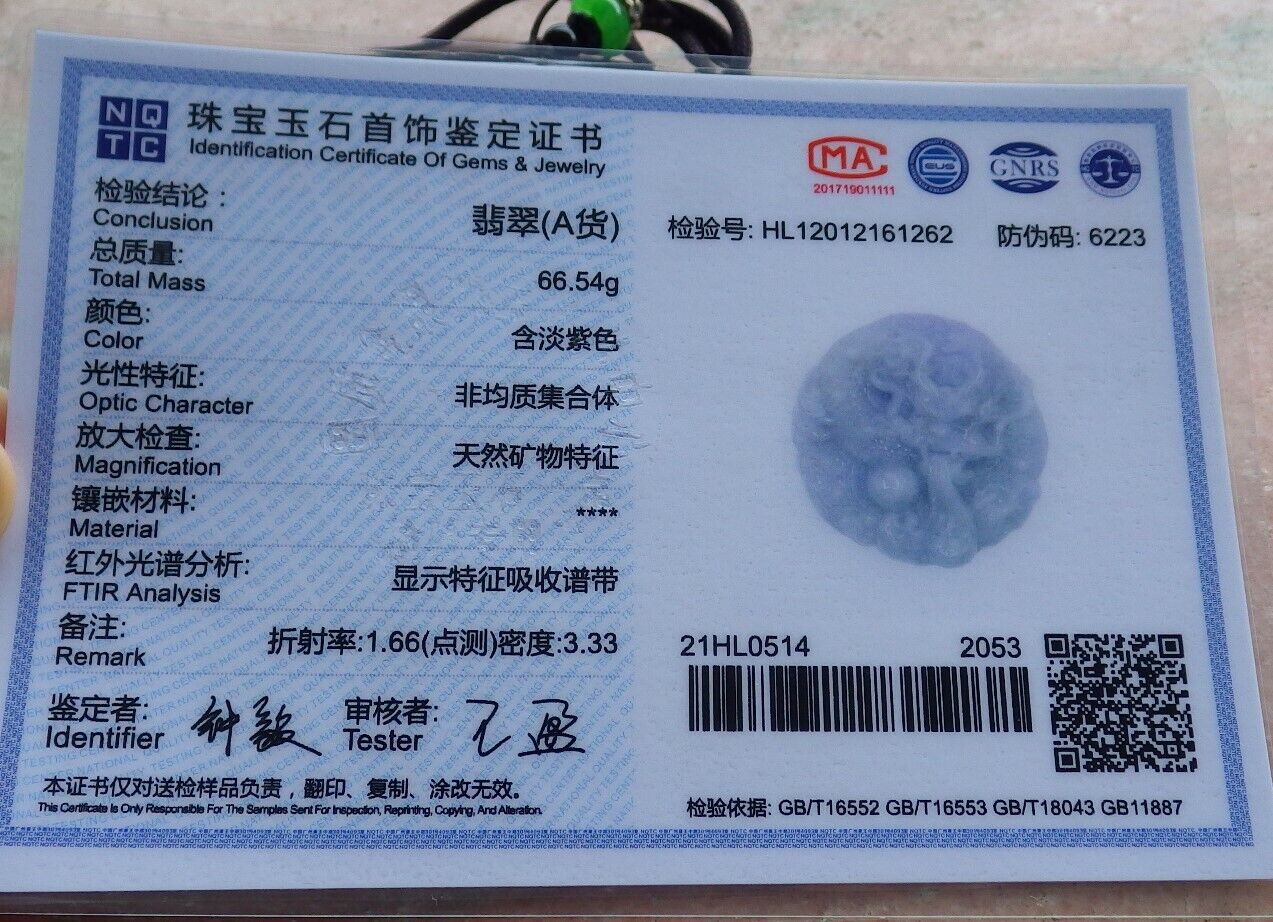 NQ
TC
珠宝玉石首饰鉴定证书
Identification Certificate Of Gems & Jewelry
检验结论：
Conclusion
翡翠(A货)
总质量:
Total Mass
66.54g
颜色:
Color
含淡紫色
光性特征:
Optic Character
非均质集合体
放大检查:
Magnification
天然矿物特征
镶嵌材料:
Material
****
红外光谱分析:
FTIR Analysis
显示特征吸收谱带
备注:
Remark
折射率:1.66(点测)密度:3.33
鉴定者:
Identifier
审核者:
Tester
本证书仅对送检样品负责，翻印、复制、涂改无效。
This Certificate Is Only Responsible For The Samples Sent For Inspection, Reprinting, Copying, And Alteration.
MA
201719011111
GNRS
检验号: HL12012161262 防伪码: 6223
21HL0514 2053
检验依据: GB/T16552 GB/T16553 GB/T18043 GB11887